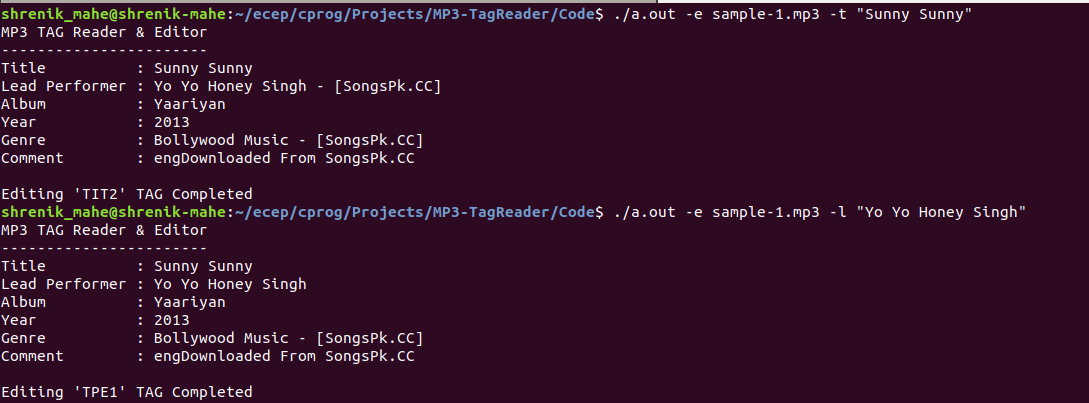 shrenik_mahe@shrenik-mahe:~/ecep/cprog/Projects/MP3-TagReader/Code$ ./a.out -e sample-1.mp3 -t "Sunny Sunny"
MP3 TAG Reader & Editor
-----------------------
Title          : Sunny Sunny
Lead Performer : Yo Yo Honey Singh - [SongsPk.CC]
Album          : Yaariyan
Year           : 2013
Genre          : Bollywood Music - [SongsPk.CC]
Comment        : engDownloaded From SongsPk.CC

Editing 'TIT2' TAG Completed
shrenik_mahe@shrenik-mahe:~/ecep/cprog/Projects/MP3-TagReader/Code$ ./a.out -e sample-1.mp3 -l "Yo Yo Honey Singh"
MP3 TAG Reader & Editor
-----------------------
Title          : Sunny Sunny
Lead Performer : Yo Yo Honey Singh
Album          : Yaariyan
Year           : 2013
Genre          : Bollywood Music - [SongsPk.CC]
Comment        : engDownloaded From SongsPk.CC

Editing 'TPE1' TAG Completed